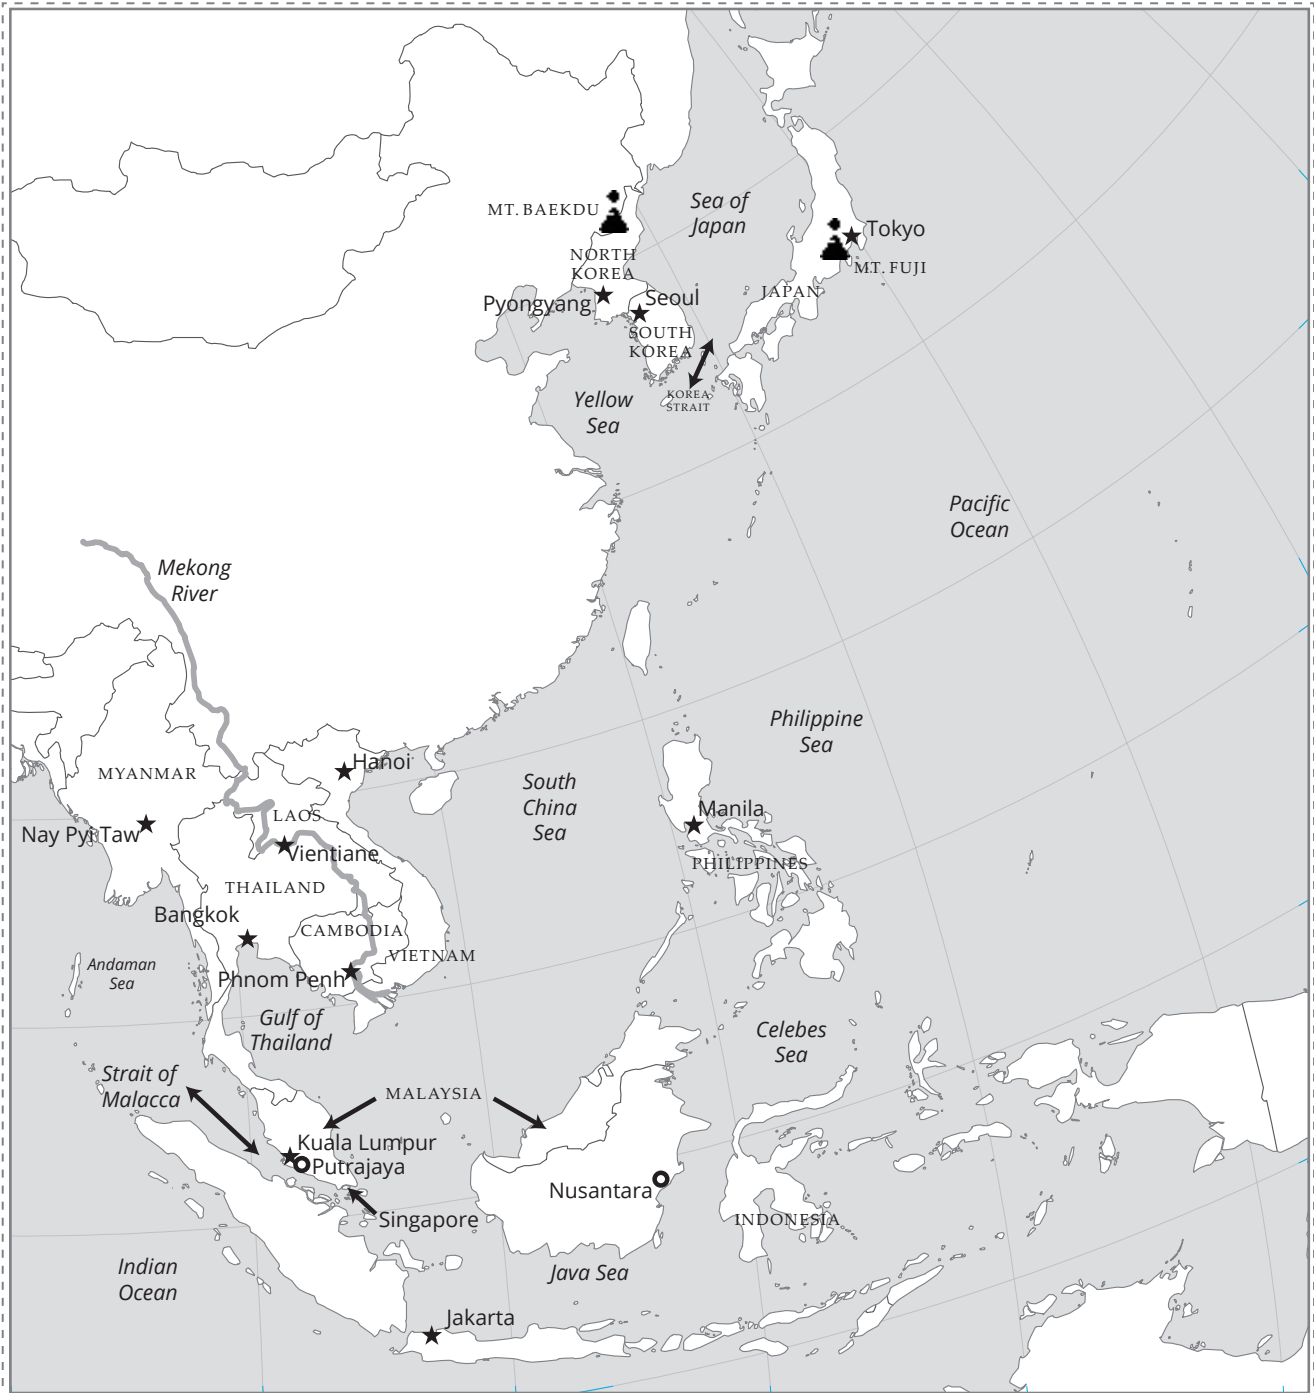 MT. BAEKDU
Sea of
Japan
Tokyo
MT. FUJI
NORTH
KOREA
JAPAN
Pyongyang
Seoul
SOUTH
KOREA
KOREA
STRAIT
Yellow
Sea
Pacific
Ocean
Mekong
River
Philippine
Sea
Hanoi
MYANMAR
South
China
Sea
Manila
LAOS
Nay Pyi Taw
Vientiane
PHILIPPINES
THAILAND
Bangkok
CAMBODIA
VIETNAM
Andaman
Sea
Phnom Penh
Gulf of
Thailand
Celebes
Sea
Strait of
Malacca
MALAYSIA
Kuala Lumpur
Putrajaya
Nusantara
Singapore
INDONESIA
Indian
Ocean
Java Sea
Jakarta